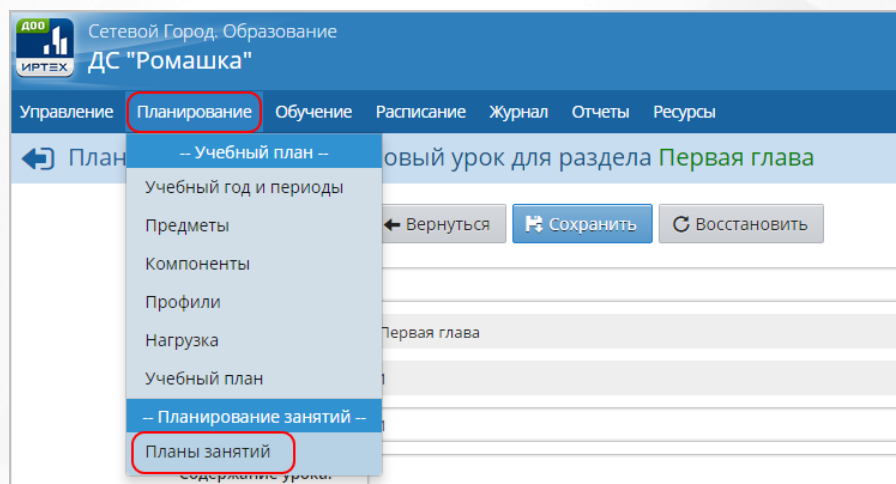 ДОО
ИРТЕХ
Сетевой Город. Образование
ДС "Ромашка"
Управление Планирование Обучение Расписание Журнал Отчеты Ресурсы
План овый урок для раздела Первая глава
-- Учебный план --
Учебный год и периоды
Предметы
Компоненты
Профили
Нагрузка
Учебный план
-- Планирование занятий --
Планы занятий
Вернуться Сохранить Восстановить
Первая глава
1
1
Содержание урока: